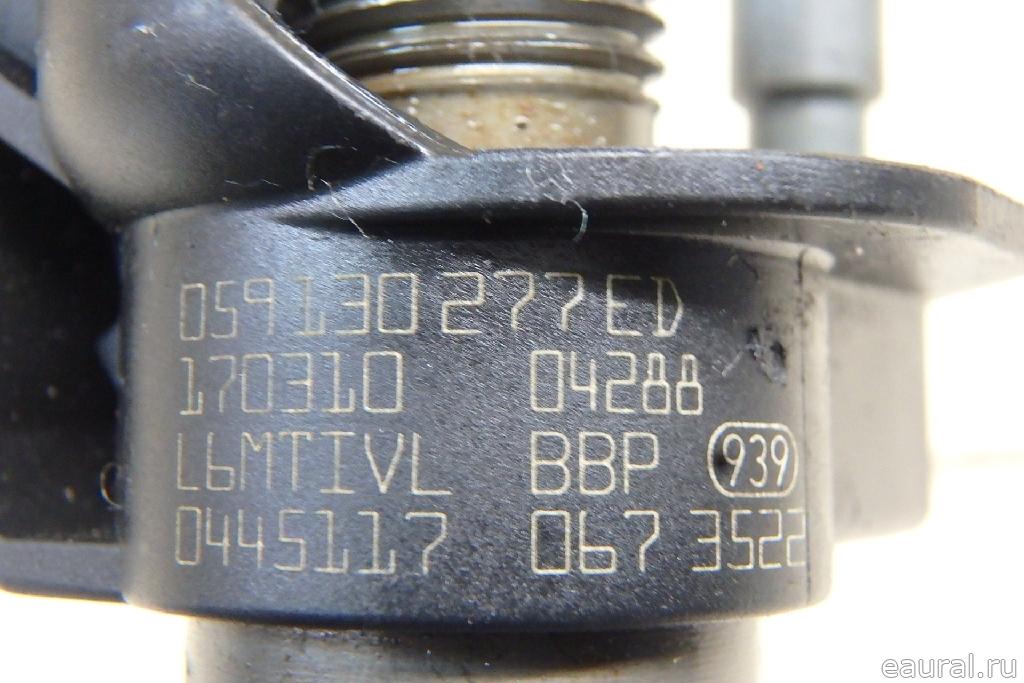 059 130 277 ED
170310 04288
L6MTIVL BBP 939
0445117 067 3522
eaural.ru